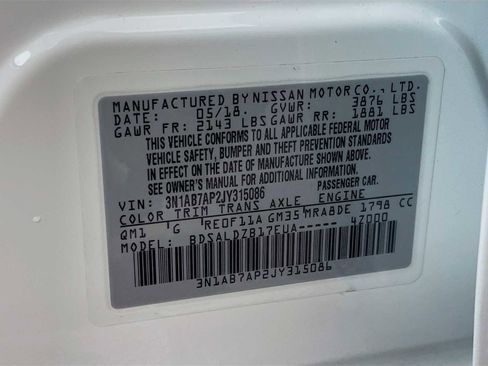 MANUFACTURED BY NISSAN MOTOR CO., LTD.
DATE: 05/18. GVWR: 3876 LBS
GAWR FR: 2143 LBS GAWR RR: 1881 LBS
THIS VEHICLE CONFORMS TO ALL APPLICABLE FEDERAL MOTOR
VEHICLE SAFETY, BUMPER AND THEFT PREVENTION STANDARDS
IN EFFECT ON THE DATE OF MANUFACTURE SHOWN ABOVE.
SEE OWNER'S MANUAL FOR ADDITIONAL INFORMATION.
VIN: 3N1AB7AP2JY315086 PASSENGER CAR.
COLOR TRIM TRANS AXLE ENGINE
QM1 G RE0F11A GM35 MRA8DE 1798 CC
MODEL: BDSALDZB17EUA----- 4Z000
3N1AB7AP2JY315086